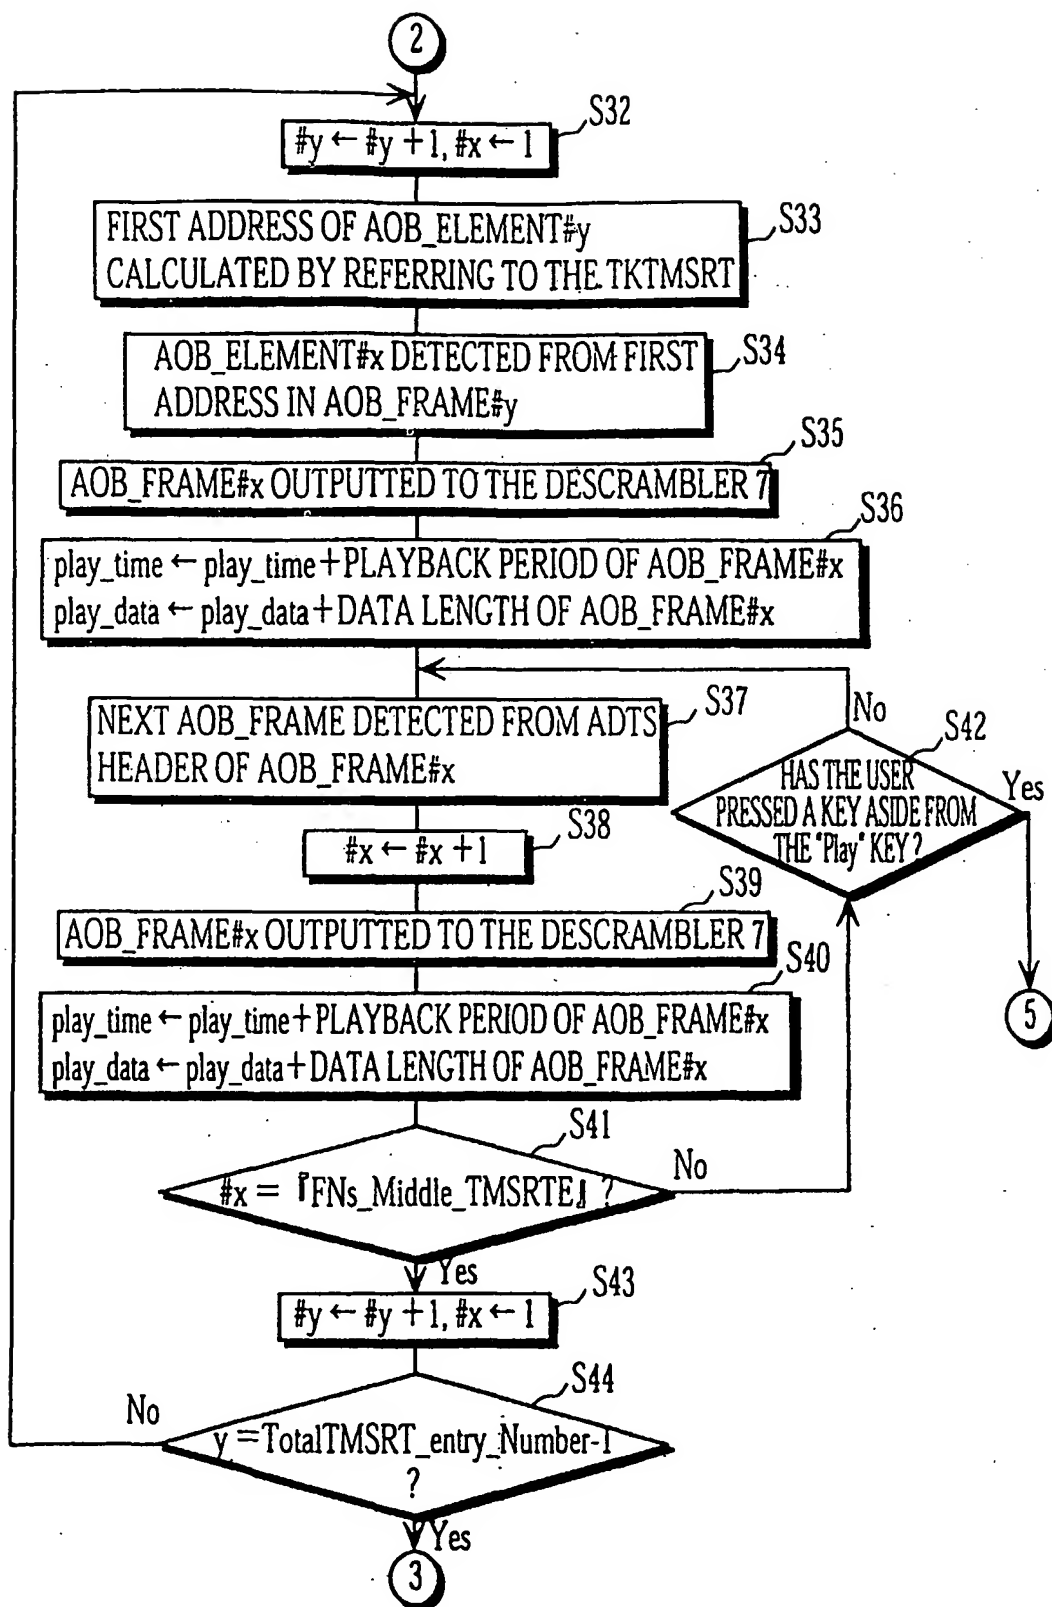 2
S32
#y ← #y + 1, #x ← 1
S33
FIRST ADDRESS OF AOB_ELEMENT#y
CALCULATED BY REFERRING TO THE TKTMSRT
S34
AOB_ELEMENT#x DETECTED FROM FIRST
ADDRESS IN AOB_FRAME#y
S35
AOB_FRAME#x OUTPUTTED TO THE DESCRAMBLER 7
S36
play_time ← play_time+PLAYBACK PERIOD OF AOB_FRAME#x
play_data ← play_data+DATA LENGTH OF AOB_FRAME#x
S37
NEXT AOB_FRAME DETECTED FROM ADTS
HEADER OF AOB_FRAME#x
No
S42
HAS THE USER
PRESSED A KEY ASIDE FROM
THE "Play" KEY ?
Yes
5
S38
#x ← #x + 1
S39
AOB_FRAME#x OUTPUTTED TO THE DESCRAMBLER 7
S40
play_time ← play_time+PLAYBACK PERIOD OF AOB_FRAME#x
play_data ← play_data+DATA LENGTH OF AOB_FRAME#x
S41
#x = 『FNs_Middle_TMSRTE』 ?
No
Yes
S43
#y ← #y + 1, #x ← 1
S44
No
y =TotalTMSRT_entry_Number-1
?
Yes
3